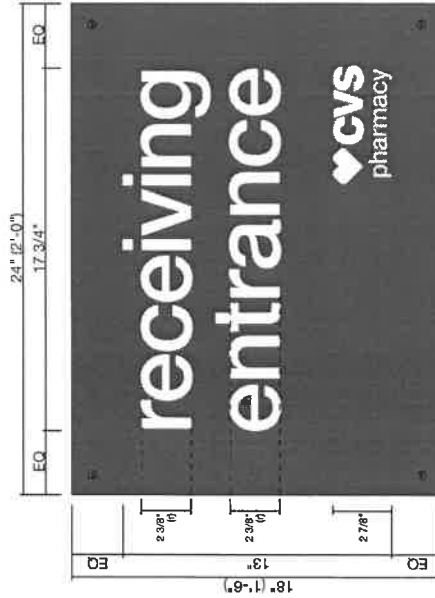 24" (2'-0")
EQ
17 3/4"
EQ
receiving
entrance
CVS
pharmacy
EQ
2 3/8"
(r)
2 3/8"
(r)
2 7/8"
EQ
13"
18" (1'-6")